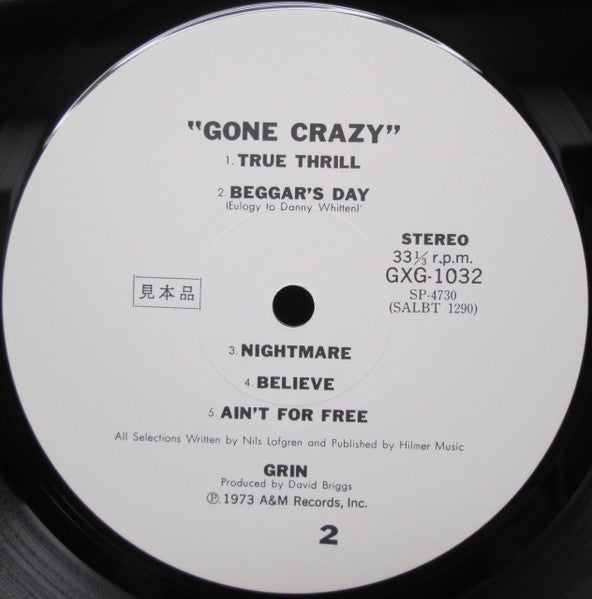 "GONE CRAZY"
1. TRUE THRILL
2. BEGGAR'S DAY
(Eulogy to Danny Whitten)'
STEREO
33⅓ r.p.m.
GXG-1032
SP-4730
(SALBT 1290)
見本品
3. NIGHTMARE
4. BELIEVE
5. AIN'T FOR FREE
All Selections Written by Nils Lofgren and Published by Hilmer Music
GRIN
Produced by David Briggs
Ⓟ.1973 A&M Records, Inc.
2